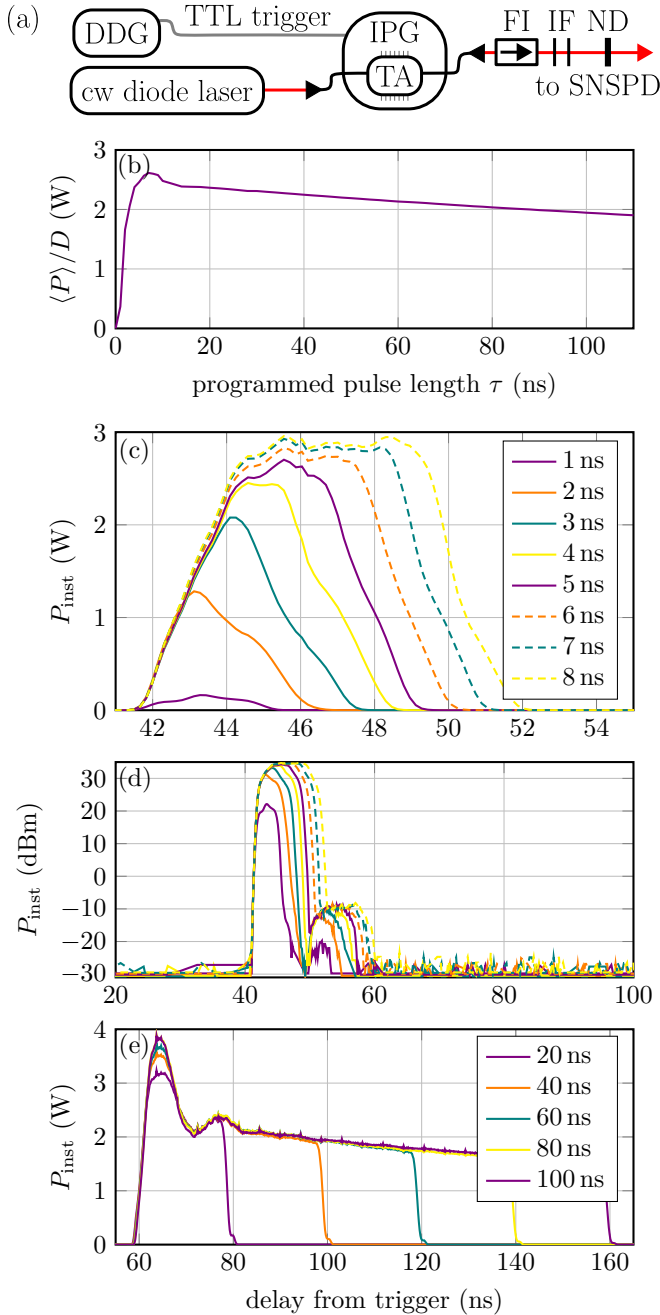 (a)
DDG
TTL trigger
IPG
TA
FI IF ND
cw diode laser
to SNSPD
(b)
3
2
1
0
⟨P⟩/D (W)
0 20 40 60 80 100
programmed pulse length τ (ns)
(c)
3
2
1
0
P_inst (W)
42 44 46 48 50 52 54
1 ns
2 ns
3 ns
4 ns
5 ns
6 ns
7 ns
8 ns
(d)
30
20
10
0
−10
−20
−30
P_inst (dBm)
20 40 60 80 100
(e)
4
3
2
1
0
P_inst (W)
60 80 100 120 140 160
20 ns
40 ns
60 ns
80 ns
100 ns
delay from trigger (ns)